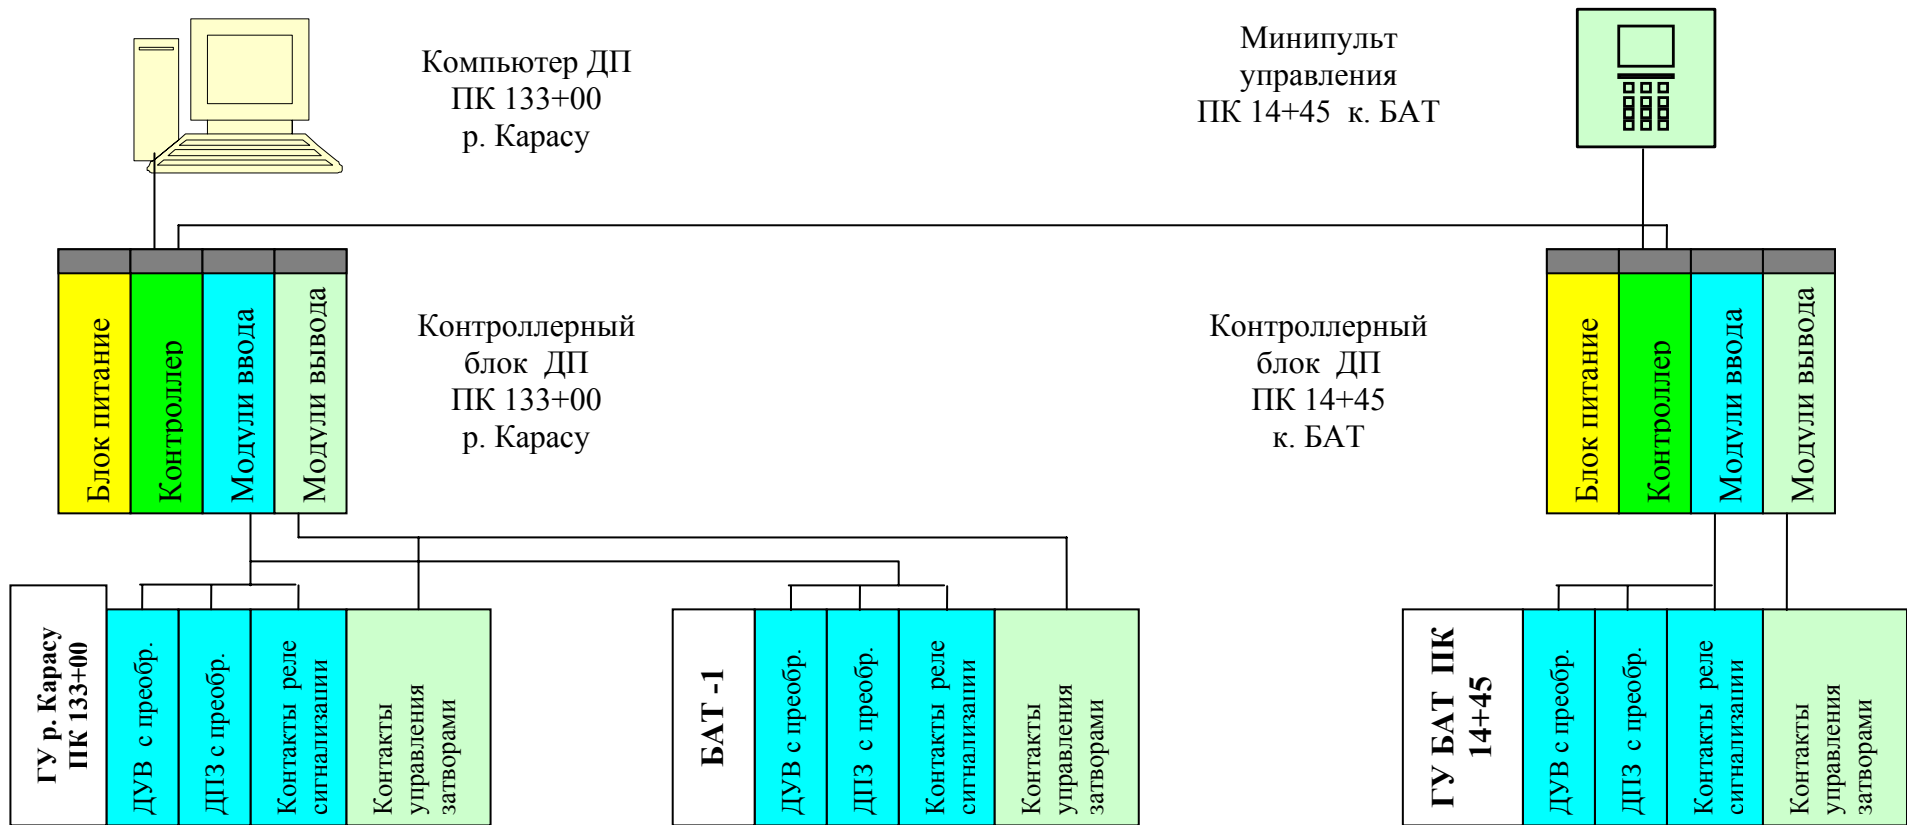 Компьютер ДП
ПК 133+00
р. Карасу
Минипульт
управления
ПК 14+45 к. БАТ
Блок питание
Контроллер
Модули ввода
Модули вывода
Контроллерный
блок ДП
ПК 133+00
р. Карасу
Контроллерный
блок ДП
ПК 14+45
к. БАТ
Блок питание
Контроллер
Модули ввода
Модули вывода
ГУ р. Карасу
ПК 133+00
ДУВ с преобр.
ДПЗ с преобр.
Контакты реле
сигнализации
Контакты
управления
затворами
БАТ -1
ДУВ с преобр.
ДПЗ с преобр.
Контакты реле
сигнализации
Контакты
управления
затворами
ГУ БАТ ПК
14+45
ДУВ с преобр.
ДПЗ с преобр.
Контакты реле
сигнализации
Контакты
управления
затворами